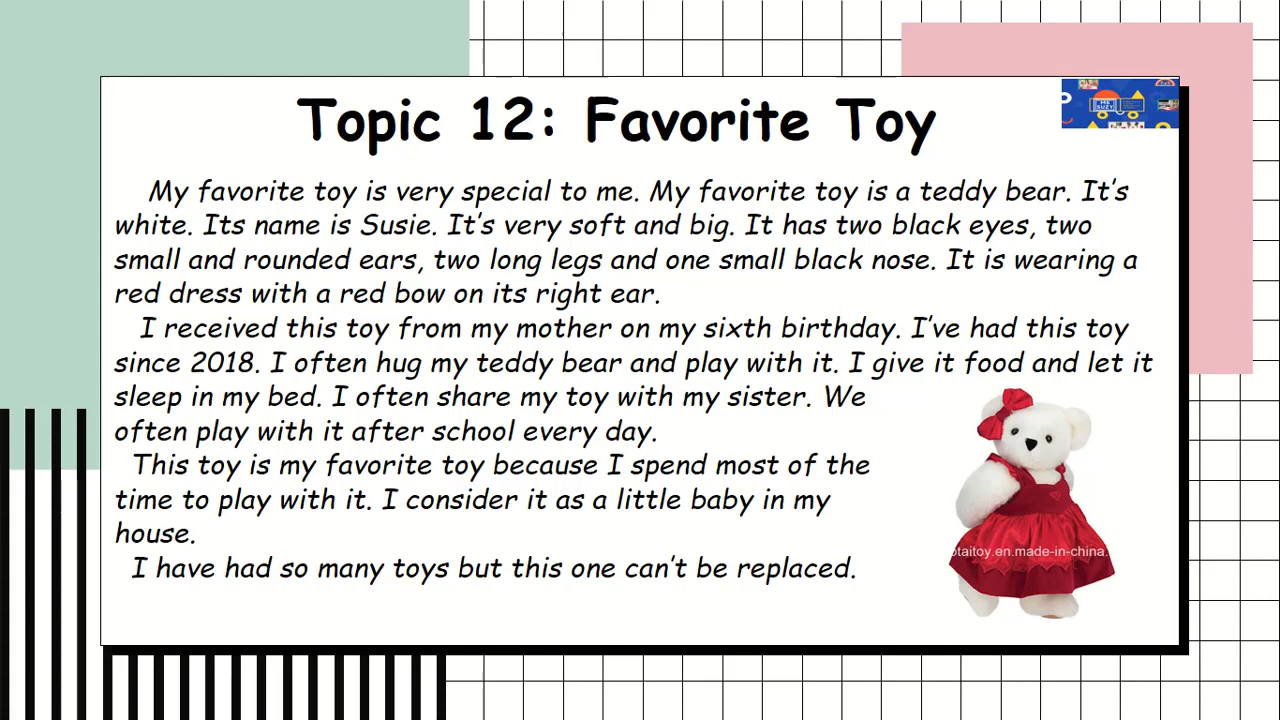 Topic 12: Favorite Toy
MS
SUZY
My favorite toy is very special to me. My favorite toy is a teddy bear. It's
white. Its name is Susie. It's very soft and big. It has two black eyes, two
small and rounded ears, two long legs and one small black nose. It is wearing a
red dress with a red bow on its right ear.
I received this toy from my mother on my sixth birthday. I've had this toy
since 2018. I often hug my teddy bear and play with it. I give it food and let it
sleep in my bed. I often share my toy with my sister. We
often play with it after school every day.
This toy is my favorite toy because I spend most of the
time to play with it. I consider it as a little baby in my
house.
I have had so many toys but this one can't be replaced.
otaitoy.en.made-in-china.